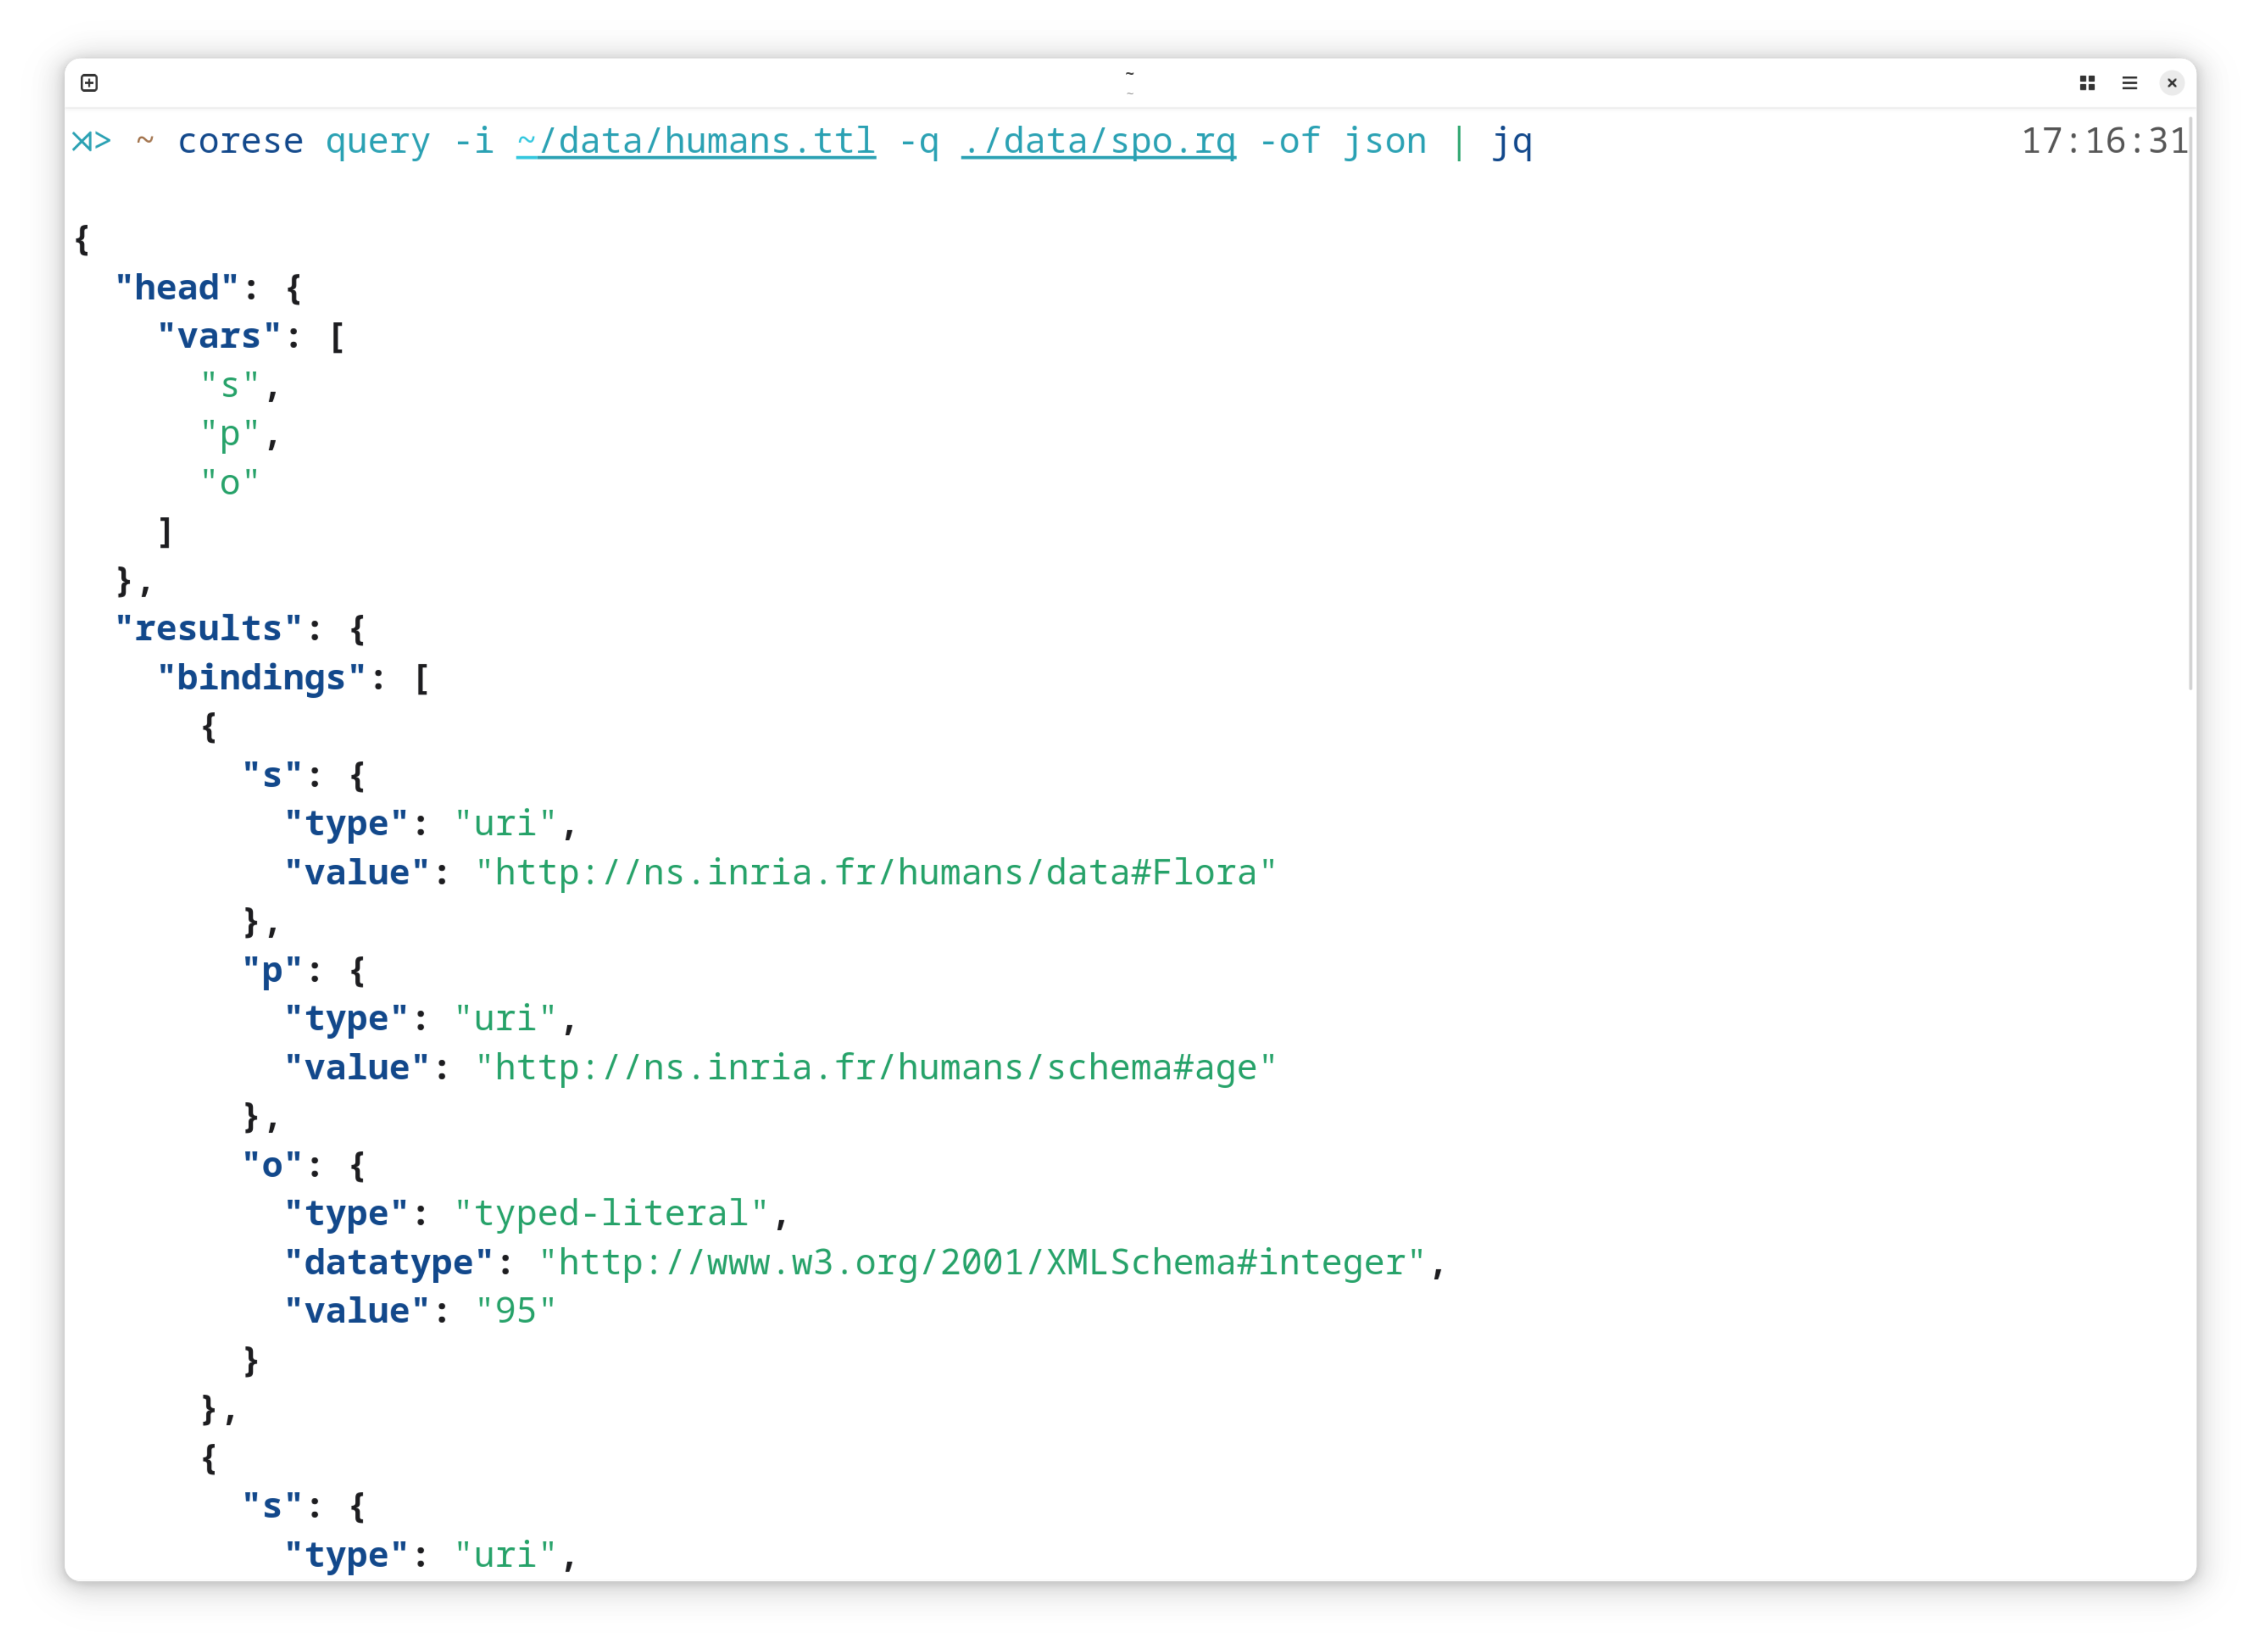 ~
~
⋊> ~ corese query -i ~/data/humans.ttl -q ./data/spo.rq -of json | jq 17:16:31
{
  "head": {
    "vars": [
      "s",
      "p",
      "o"
    ]
  },
  "results": {
    "bindings": [
      {
        "s": {
          "type": "uri",
          "value": "http://ns.inria.fr/humans/data#Flora"
        },
        "p": {
          "type": "uri",
          "value": "http://ns.inria.fr/humans/schema#age"
        },
        "o": {
          "type": "typed-literal",
          "datatype": "http://www.w3.org/2001/XMLSchema#integer",
          "value": "95"
        }
      },
      {
        "s": {
          "type": "uri",